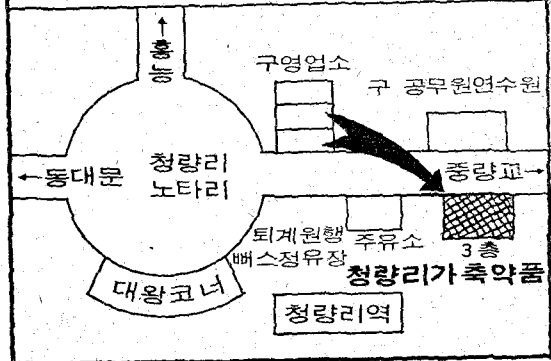 ↑
홍
능
구영업소
구 공무원연수원
←동대문
청량리
노타리
중량교→
퇴계원행
뻐스정유장
주유소
3층
청량리가축약품
대왕코너
청량리역